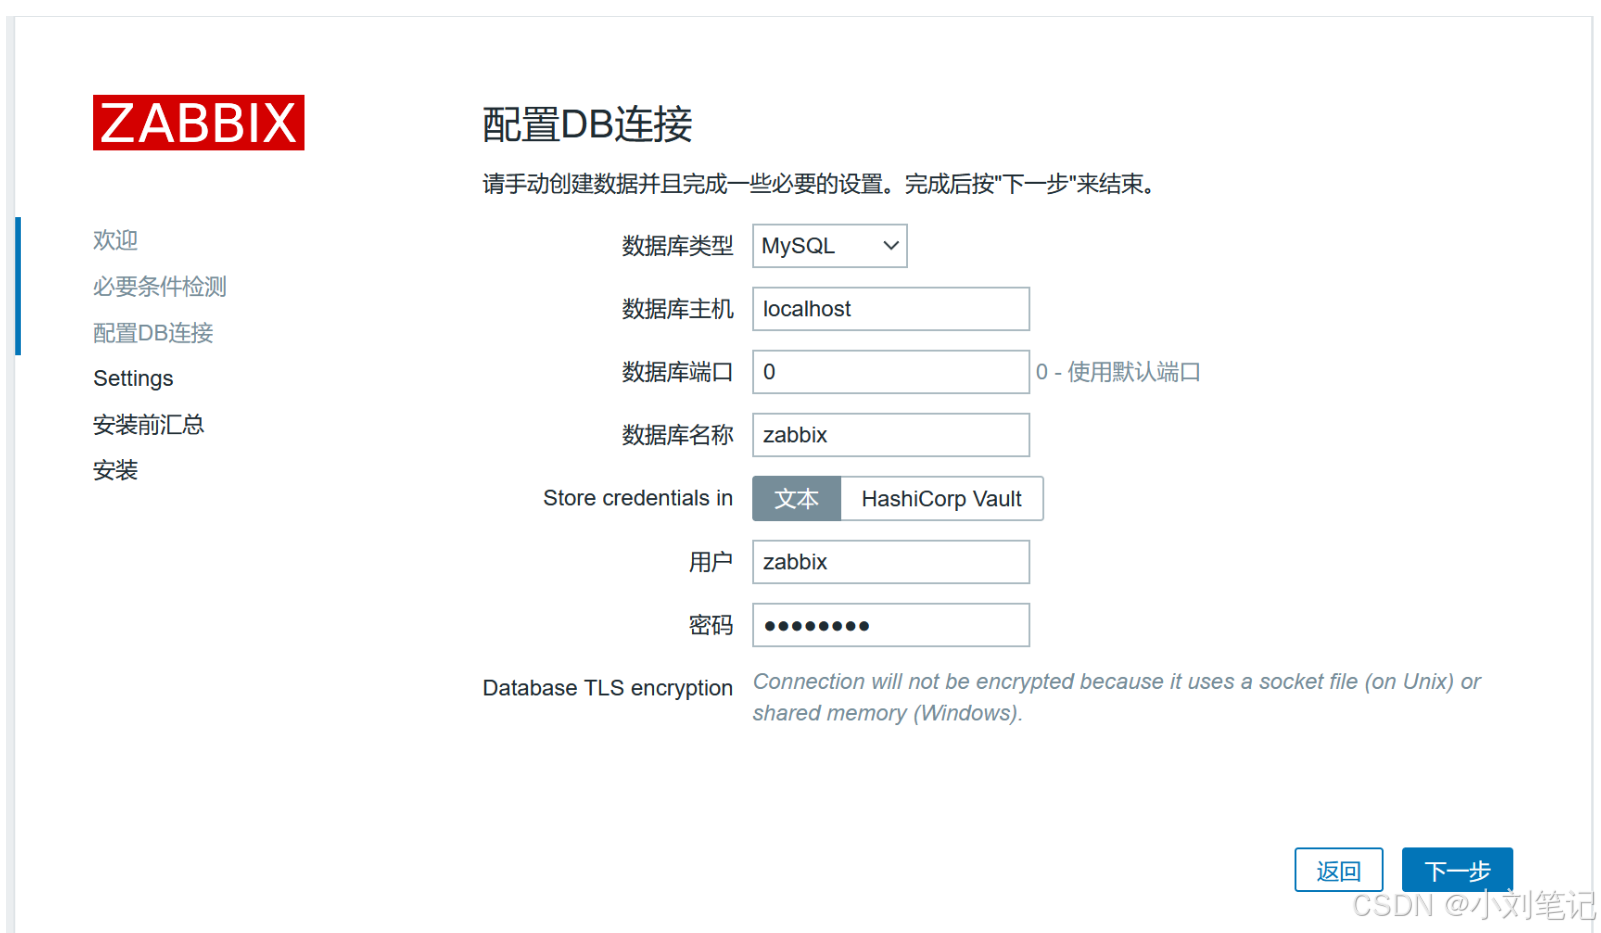 ZABBIX
欢迎
必要条件检测
配置DB连接
Settings
安装前汇总
安装
配置DB连接
请手动创建数据并且完成一些必要的设置。完成后按"下一步"来结束。
数据库类型 MySQL
数据库主机 localhost
数据库端口 0 0 - 使用默认端口
数据库名称 zabbix
Store credentials in 文本 HashiCorp Vault
用户 zabbix
密码 ●●●●●●●●
Database TLS encryption Connection will not be encrypted because it uses a socket file (on Unix) or
shared memory (Windows).
返回 下一步
CSDN @小刘笔记